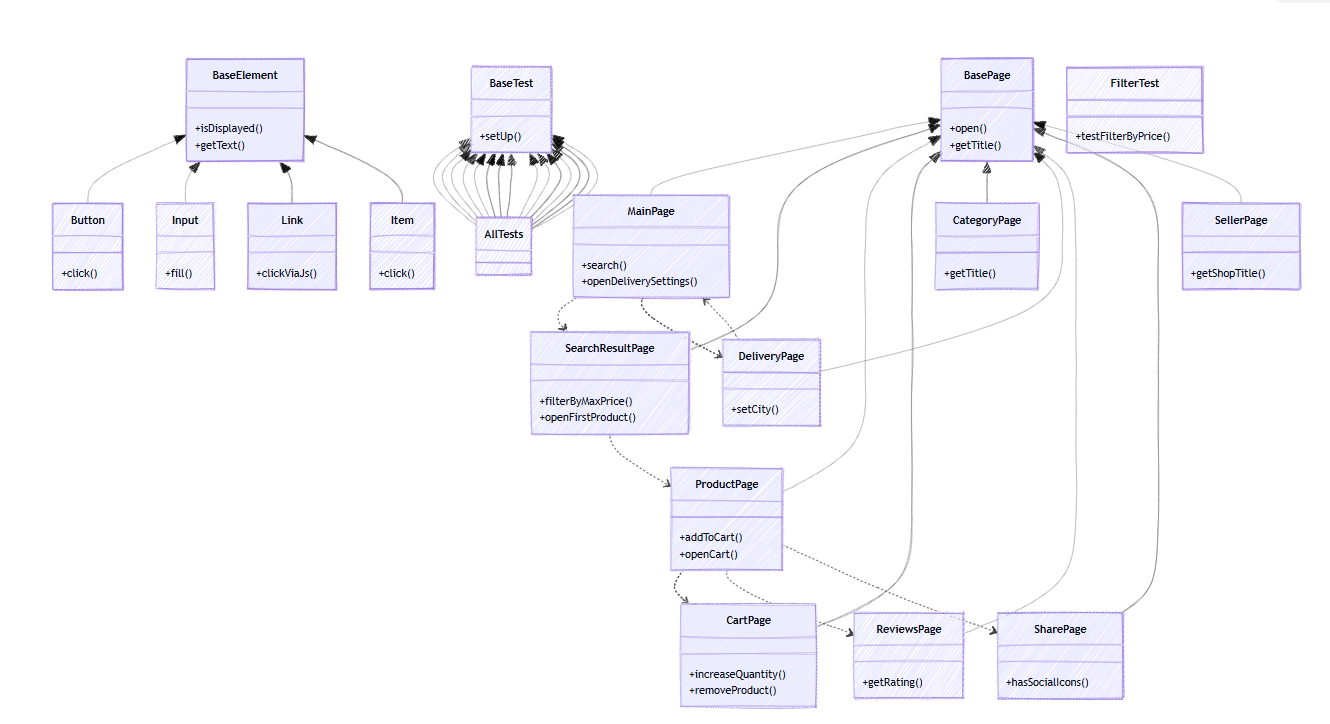 BaseElement
+isDisplayed()
+getText()
BaseTest
+setUp()
BasePage
+open()
+getTitle()
FilterTest
+testFilterByPrice()
Button
+click()
Input
+fill()
Link
+clickViaJs()
Item
+click()
AllTests
MainPage
+search()
+openDeliverySettings()
CategoryPage
+getTitle()
SellerPage
+getShopTitle()
SearchResultPage
+filterByMaxPrice()
+openFirstProduct()
DeliveryPage
+setCity()
ProductPage
+addToCart()
+openCart()
CartPage
+increaseQuantity()
+removeProduct()
ReviewsPage
+getRating()
SharePage
+hasSocialIcons()